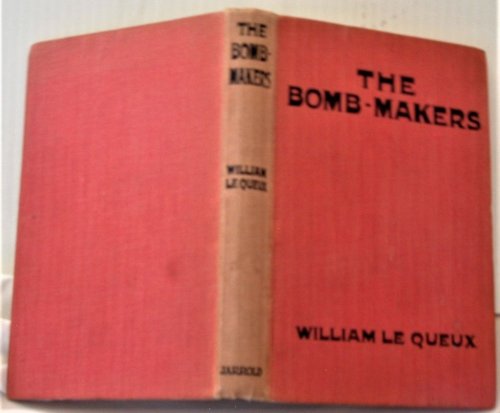 THE
BOMB-
MAKERS
WILLIAM
LE QUEUX
JARROLD
THE
BOMB-MAKERS
WILLIAM LE QUEUX